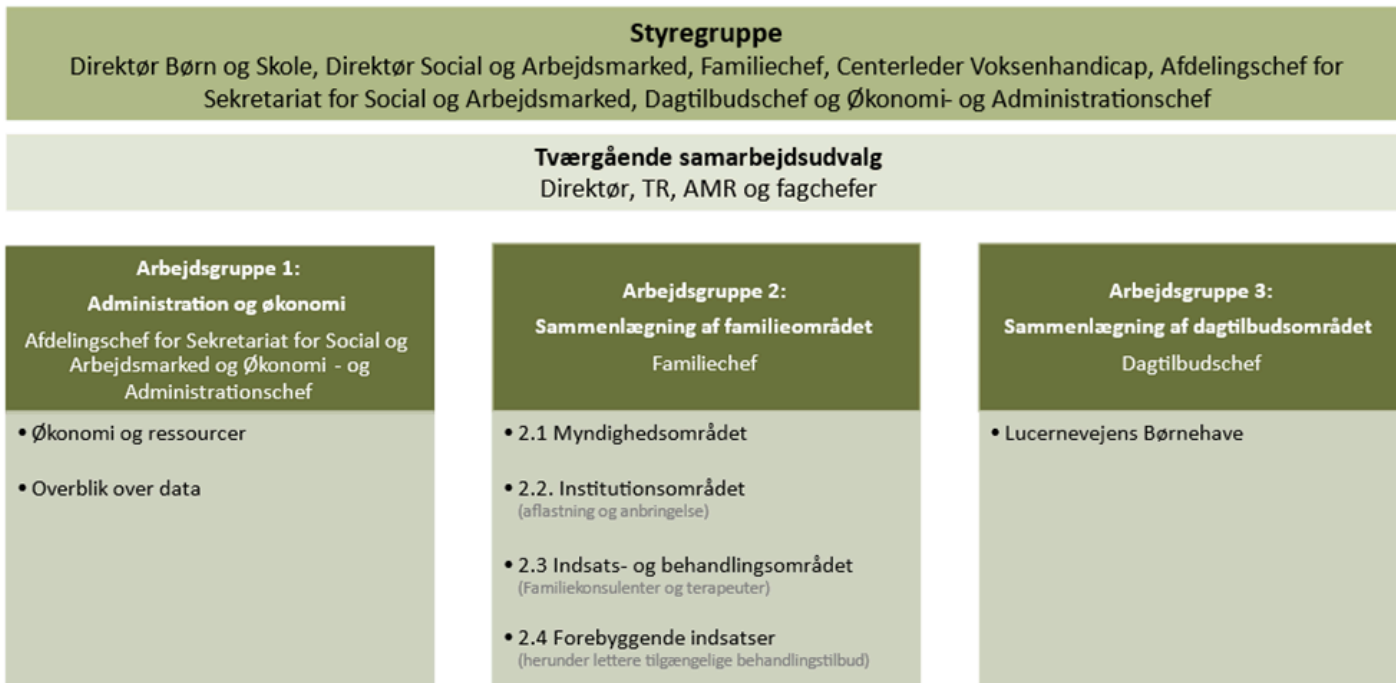 Styregruppe
Direktør Børn og Skole, Direktør Social og Arbejdsmarked, Familiechef, Centerleder Voksenhandicap, Afdelingschef for
Sekretariat for Social og Arbejdsmarked, Dagtilbudschef og Økonomi- og Administrationschef
Tværgående samarbejdsudvalg
Direktør, TR, AMR og fagchefer
Arbejdsgruppe 1:
Administration og økonomi
Afdelingschef for Sekretariat for Social og
Arbejdsmarked og Økonomi - og
Administrationschef
• Økonomi og ressourcer
• Overblik over data
Arbejdsgruppe 2:
Sammenlægning af familieområdet
Familiechef
• 2.1 Myndighedsområdet
• 2.2. Institutionsområdet
(aflastning og anbringelse)
• 2.3 Indsats- og behandlingsområdet
(Familiekonsulenter og terapeuter)
• 2.4 Forebyggende indsatser
(herunder lettere tilgængelige behandlingstilbud)
Arbejdsgruppe 3:
Sammenlægning af dagtilbudsområdet
Dagtilbudschef
• Lucernevejens Børnehave